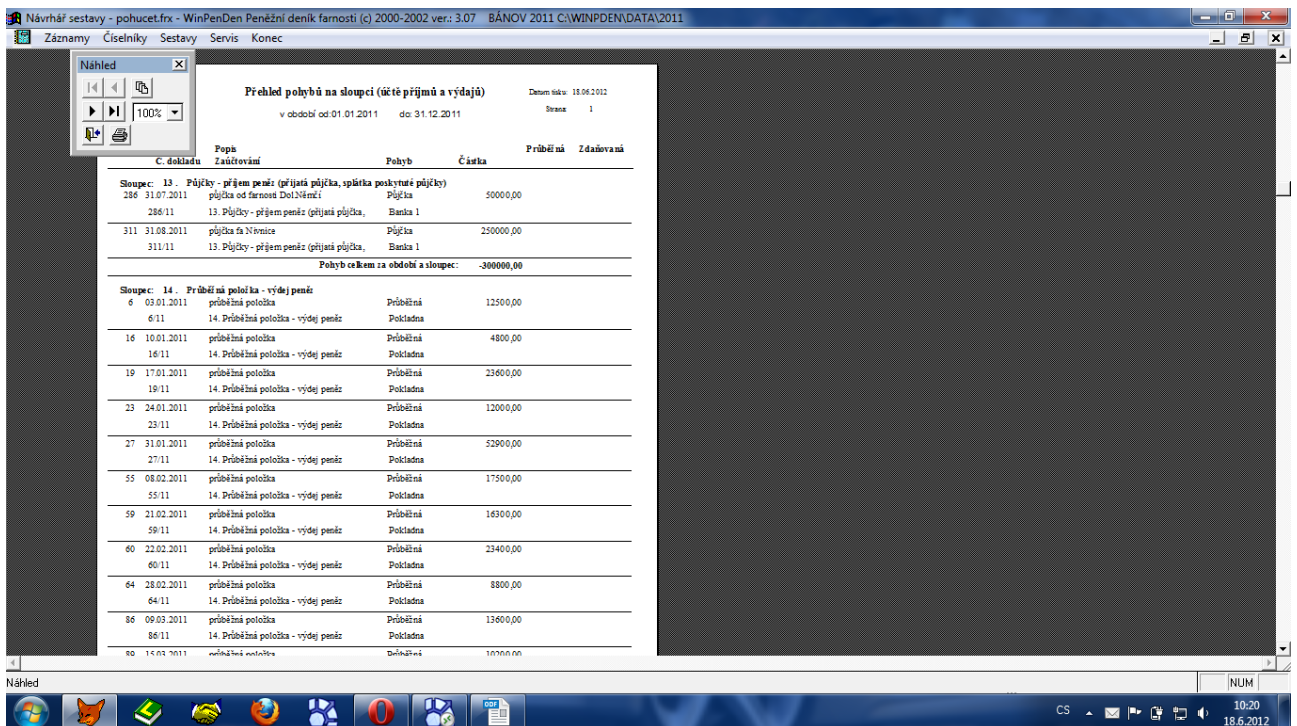 Návrhář sestavy - pohucet.frx - WinPenDen Peněžní deník farnosti (c) 2000-2002 ver.: 3.07 BÁNOV 2011 C:\WINPDEN\DATA\2011
Záznamy Číselníky Sestavy Servis Konec
Náhled
100%
Přehled pohybů na sloupci (účtě příjmů a výdajů) Datum tisku: 18.06.2012
v období od:01.01.2011 do: 31.12.2011 Strana: 1
Popis Průběžná Zdaňovaná
C. dokladu Zaúčtování Pohyb Částka
Sloupec: 13 . Půjčky - příjem peněz (přijatá půjčka, splátka poskytuté půjčky)
286 31.07.2011 půjčka od farnosti Dol.Němčí Půjčka 50000,00
286/11 13. Půjčky - příjem peněz (přijatá půjčka, Banka 1
311 31.08.2011 půjčka fa Nivnice Půjčka 250000,00
311/11 13. Půjčky - příjem peněz (přijatá půjčka, Banka 1
Pohyb celkem za období a sloupec: -300000,00
Sloupec: 14 . Průběžná položka - výdej peněz
6 03.01.2011 průběžná položka Průběžná 12500,00
6/11 14. Průběžná položka - výdej peněz Pokladna
16 10.01.2011 průběžná položka Průběžná 4800,00
16/11 14. Průběžná položka - výdej peněz Pokladna
19 17.01.2011 průběžná položka Průběžná 23600,00
19/11 14. Průběžná položka - výdej peněz Pokladna
23 24.01.2011 průběžná položka Průběžná 12000,00
23/11 14. Průběžná položka - výdej peněz Pokladna
27 31.01.2011 průběžná položka Průběžná 52900,00
27/11 14. Průběžná položka - výdej peněz Pokladna
55 08.02.2011 průběžná položka Průběžná 17500,00
55/11 14. Průběžná položka - výdej peněz Pokladna
59 21.02.2011 průběžná položka Průběžná 16300,00
59/11 14. Průběžná položka - výdej peněz Pokladna
60 22.02.2011 průběžná položka Průběžná 23400,00
60/11 14. Průběžná položka - výdej peněz Pokladna
64 28.02.2011 průběžná položka Průběžná 8800,00
64/11 14. Průběžná položka - výdej peněz Pokladna
86 09.03.2011 průběžná položka Průběžná 13600,00
86/11 14. Průběžná položka - výdej peněz Pokladna
89 15.03.2011 průběžná položka Průběžná 10200,00
Náhled NUM
ODF
CS 10:20
18.6.2012